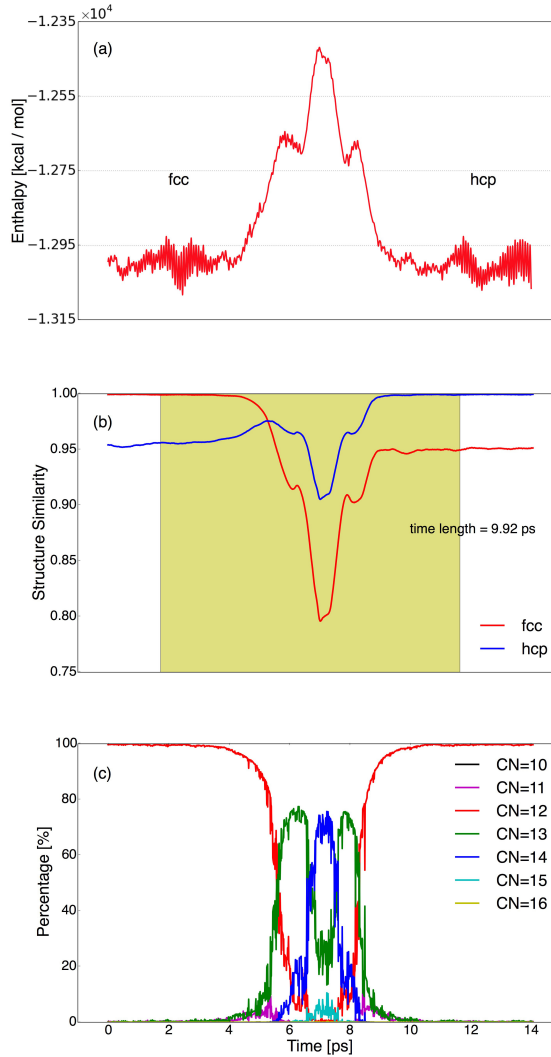 −1.235 ×10⁴
(a)
−1.255
−1.275
−1.295
−1.315
Enthalpy [kcal / mol]
fcc
hcp
1.00
(b)
0.95
0.90
0.85
0.80
0.75
Structure Similarity
time length = 9.92 ps
fcc
hcp
100
(c)
80
60
40
20
0
Percentage [%]
CN=10
CN=11
CN=12
CN=13
CN=14
CN=15
CN=16
0 2 4 6 8 10 12 14
Time [ps]